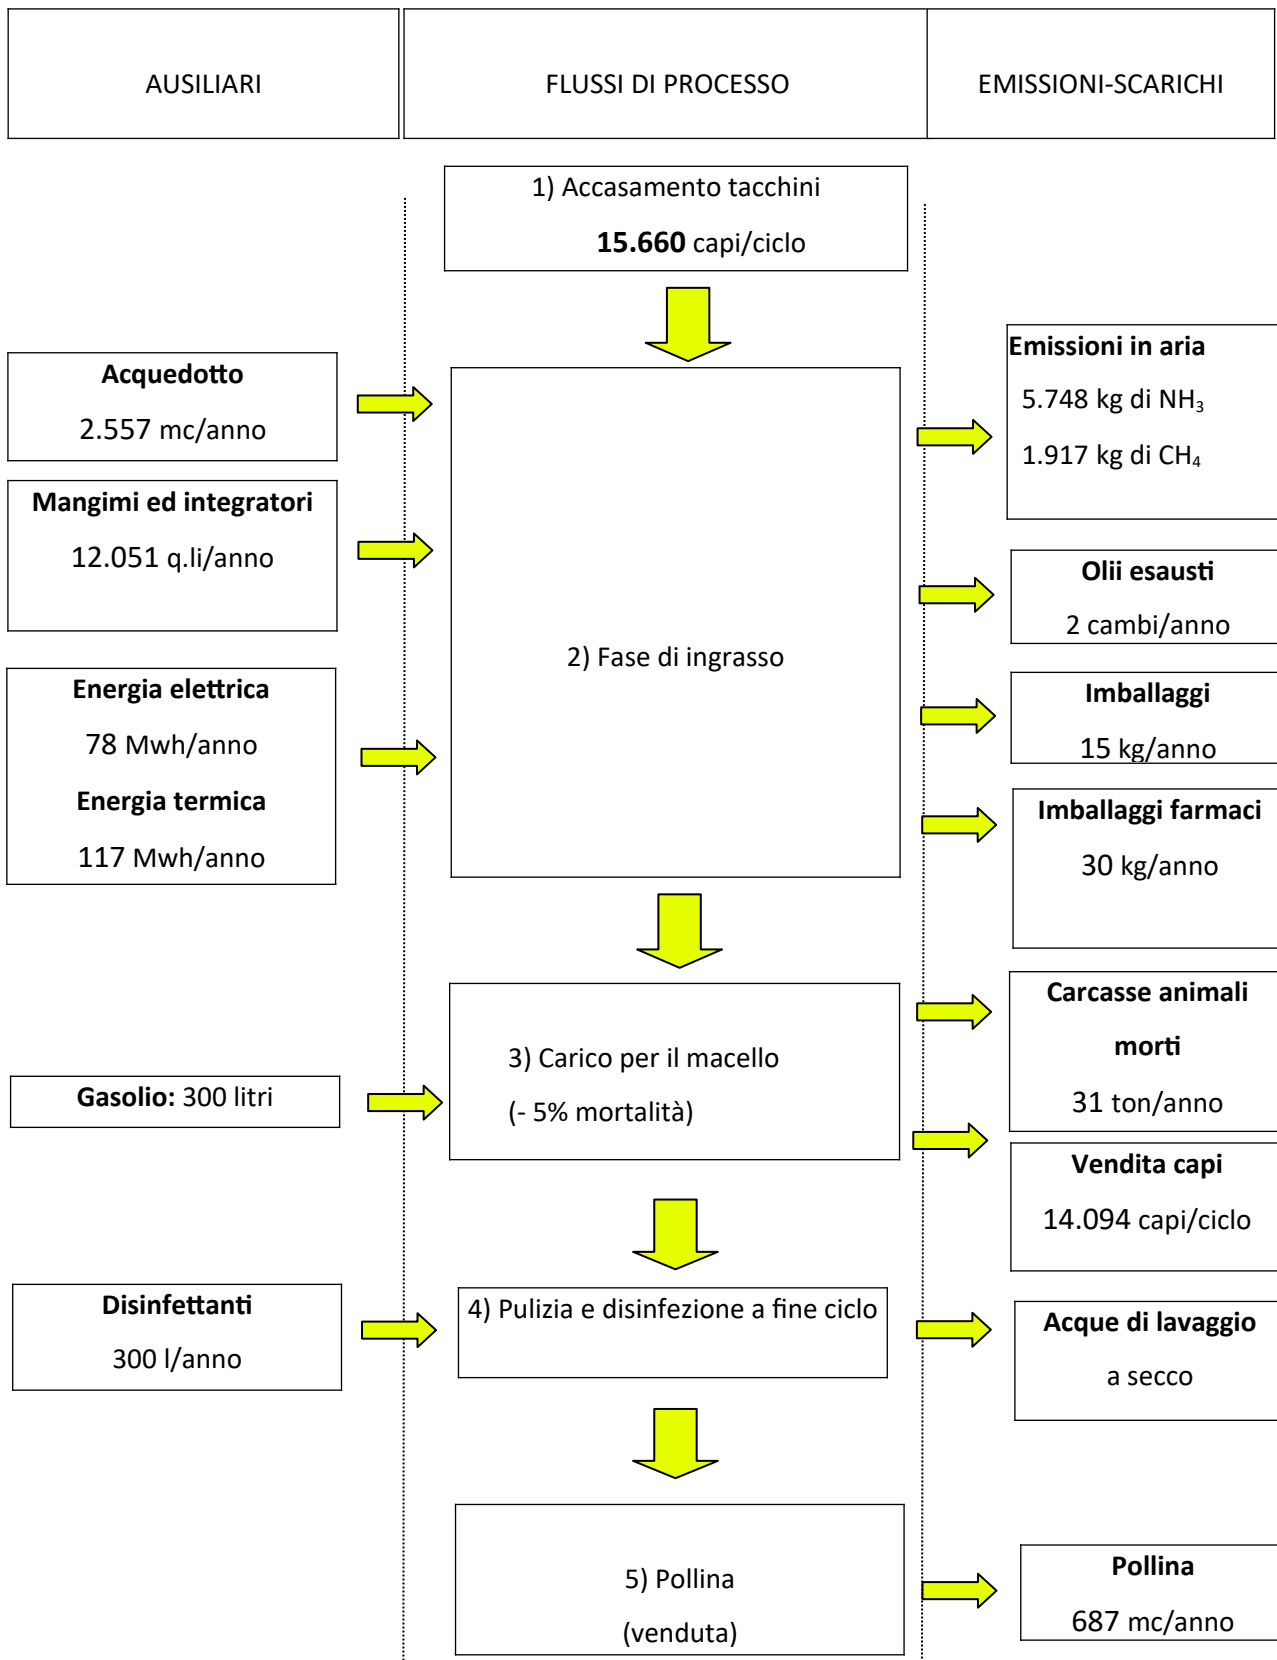 AUSILIARI
FLUSSI DI PROCESSO
EMISSIONI-SCARICHI
1) Accasamento tacchini
15.660 capi/ciclo
Acquedotto
2.557 mc/anno
Mangimi ed integratori
12.051 q.li/anno
Energia elettrica
78 Mwh/anno
Energia termica
117 Mwh/anno
2) Fase di ingrasso
Emissioni in aria
5.748 kg di NH₃
1.917 kg di CH₄
Olii esausti
2 cambi/anno
Imballaggi
15 kg/anno
Imballaggi farmaci
30 kg/anno
Gasolio: 300 litri
3) Carico per il macello
(- 5% mortalità)
Carcasse animali
morti
31 ton/anno
Vendita capi
14.094 capi/ciclo
Disinfettanti
300 l/anno
4) Pulizia e disinfezione a fine ciclo
Acque di lavaggio
a secco
5) Pollina
(venduta)
Pollina
687 mc/anno